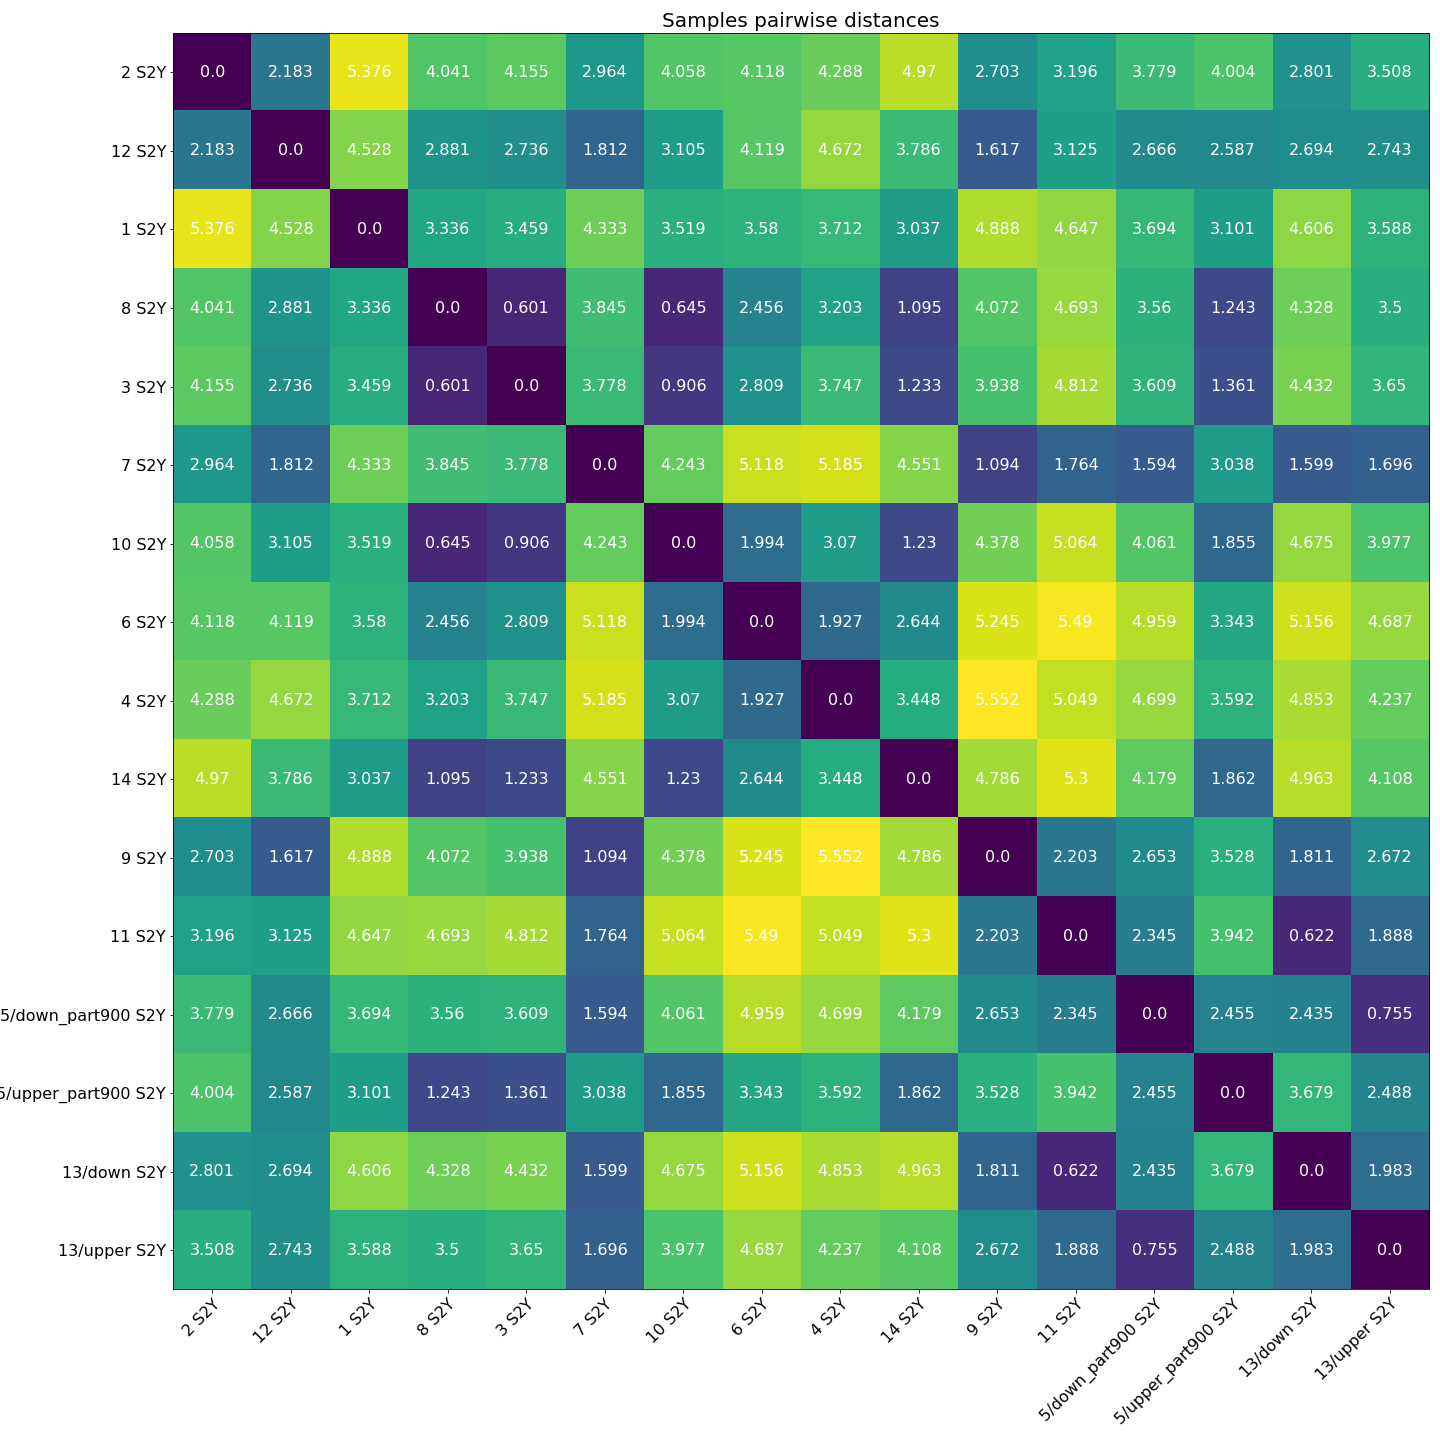 Samples pairwise distances
2 S2Y 0.0 2.183 5.376 4.041 4.155 2.964 4.058 4.118 4.288 4.97 2.703 3.196 3.779 4.004 2.801 3.508
12 S2Y 2.183 0.0 4.528 2.881 2.736 1.812 3.105 4.119 4.672 3.786 1.617 3.125 2.666 2.587 2.694 2.743
1 S2Y 5.376 4.528 0.0 3.336 3.459 4.333 3.519 3.58 3.712 3.037 4.888 4.647 3.694 3.101 4.606 3.588
8 S2Y 4.041 2.881 3.336 0.0 0.601 3.845 0.645 2.456 3.203 1.095 4.072 4.693 3.56 1.243 4.328 3.5
3 S2Y 4.155 2.736 3.459 0.601 0.0 3.778 0.906 2.809 3.747 1.233 3.938 4.812 3.609 1.361 4.432 3.65
7 S2Y 2.964 1.812 4.333 3.845 3.778 0.0 4.243 5.118 5.185 4.551 1.094 1.764 1.594 3.038 1.599 1.696
10 S2Y 4.058 3.105 3.519 0.645 0.906 4.243 0.0 1.994 3.07 1.23 4.378 5.064 4.061 1.855 4.675 3.977
6 S2Y 4.118 4.119 3.58 2.456 2.809 5.118 1.994 0.0 1.927 2.644 5.245 5.49 4.959 3.343 5.156 4.687
4 S2Y 4.288 4.672 3.712 3.203 3.747 5.185 3.07 1.927 0.0 3.448 5.552 5.049 4.699 3.592 4.853 4.237
14 S2Y 4.97 3.786 3.037 1.095 1.233 4.551 1.23 2.644 3.448 0.0 4.786 5.3 4.179 1.862 4.963 4.108
9 S2Y 2.703 1.617 4.888 4.072 3.938 1.094 4.378 5.245 5.552 4.786 0.0 2.203 2.653 3.528 1.811 2.672
11 S2Y 3.196 3.125 4.647 4.693 4.812 1.764 5.064 5.49 5.049 5.3 2.203 0.0 2.345 3.942 0.622 1.888
5/down_part900 S2Y 3.779 2.666 3.694 3.56 3.609 1.594 4.061 4.959 4.699 4.179 2.653 2.345 0.0 2.455 2.435 0.755
5/upper_part900 S2Y 4.004 2.587 3.101 1.243 1.361 3.038 1.855 3.343 3.592 1.862 3.528 3.942 2.455 0.0 3.679 2.488
13/down S2Y 2.801 2.694 4.606 4.328 4.432 1.599 4.675 5.156 4.853 4.963 1.811 0.622 2.435 3.679 0.0 1.983
13/upper S2Y 3.508 2.743 3.588 3.5 3.65 1.696 3.977 4.687 4.237 4.108 2.672 1.888 0.755 2.488 1.983 0.0
2 S2Y 12 S2Y 1 S2Y 8 S2Y 3 S2Y 7 S2Y 10 S2Y 6 S2Y 4 S2Y 14 S2Y 9 S2Y 11 S2Y 5/down_part900 S2Y 5/upper_part900 S2Y 13/down S2Y 13/upper S2Y